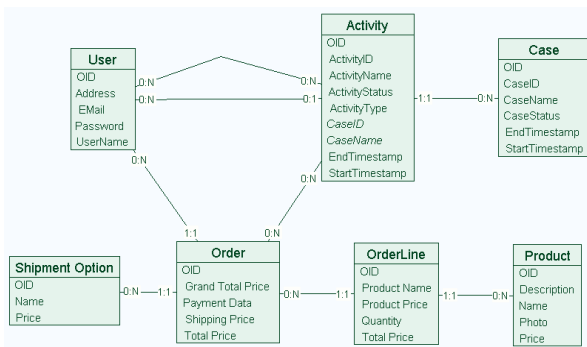 User
OID
Address
EMail
Password
UserName
0:N
0:N
0:N
0:N
0:1
Activity
OID
ActivityID
ActivityName
ActivityStatus
ActivityType
CaseID
CaseName
EndTimestamp
StartTimestamp
1:1
0:N
0:N
Case
OID
CaseID
CaseName
CaseStatus
EndTimestamp
StartTimestamp
Shipment Option
OID
Name
Price
0:N
1:1
1:1
0:N
Order
OID
Grand Total Price
Payment Data
Shipping Price
Total Price
0:N
1:1
OrderLine
OID
Product Name
Product Price
Quantity
Total Price
1:1
0:N
Product
OID
Description
Name
Photo
Price